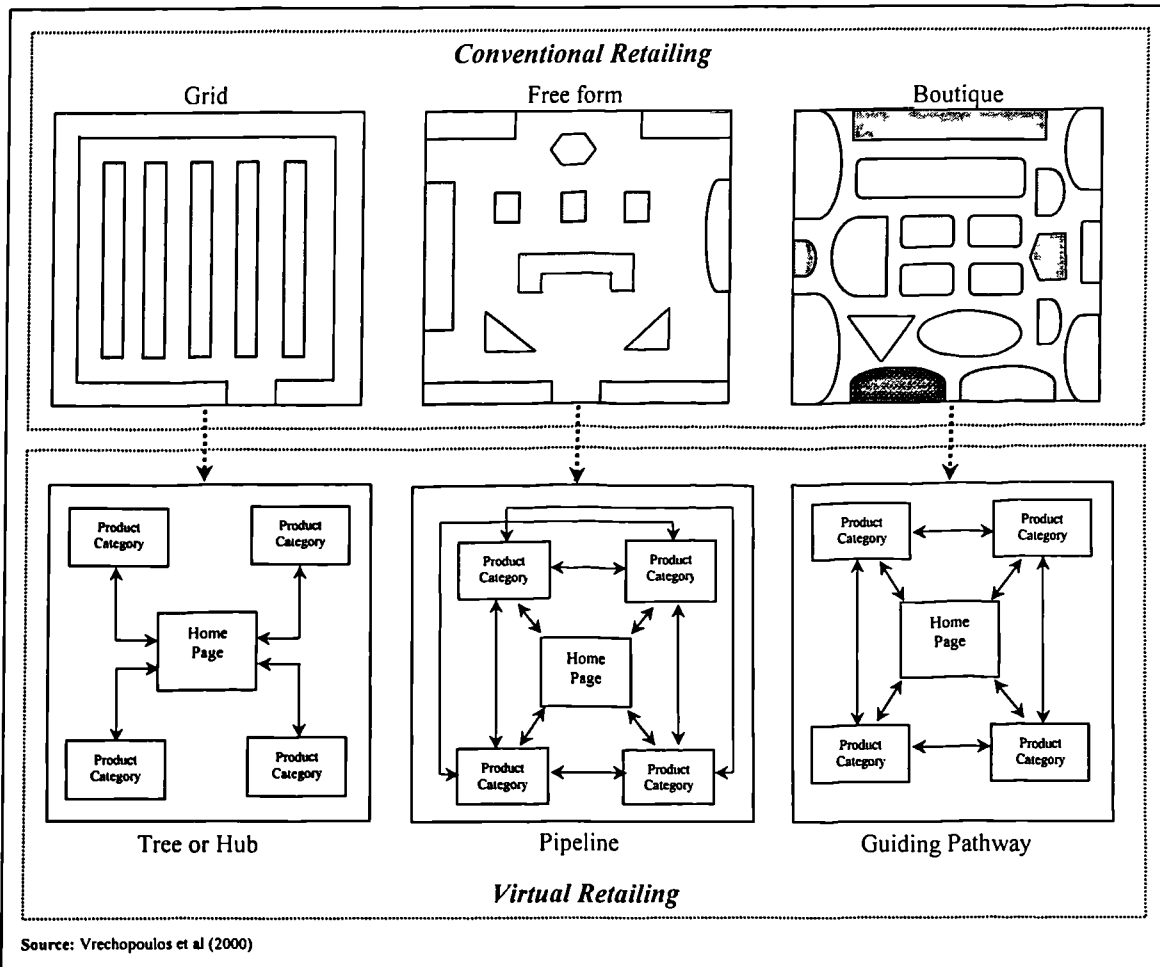 Conventional Retailing
Grid
Free form
Boutique
Product
Category
Product
Category
Home
Page
Product
Category
Product
Category
Tree or Hub
Product
Category
Product
Category
Home
Page
Product
Category
Product
Category
Pipeline
Product
Category
Product
Category
Home
Page
Product
Category
Product
Category
Guiding Pathway
Virtual Retailing
Source: Vrechopoulos et al (2000)